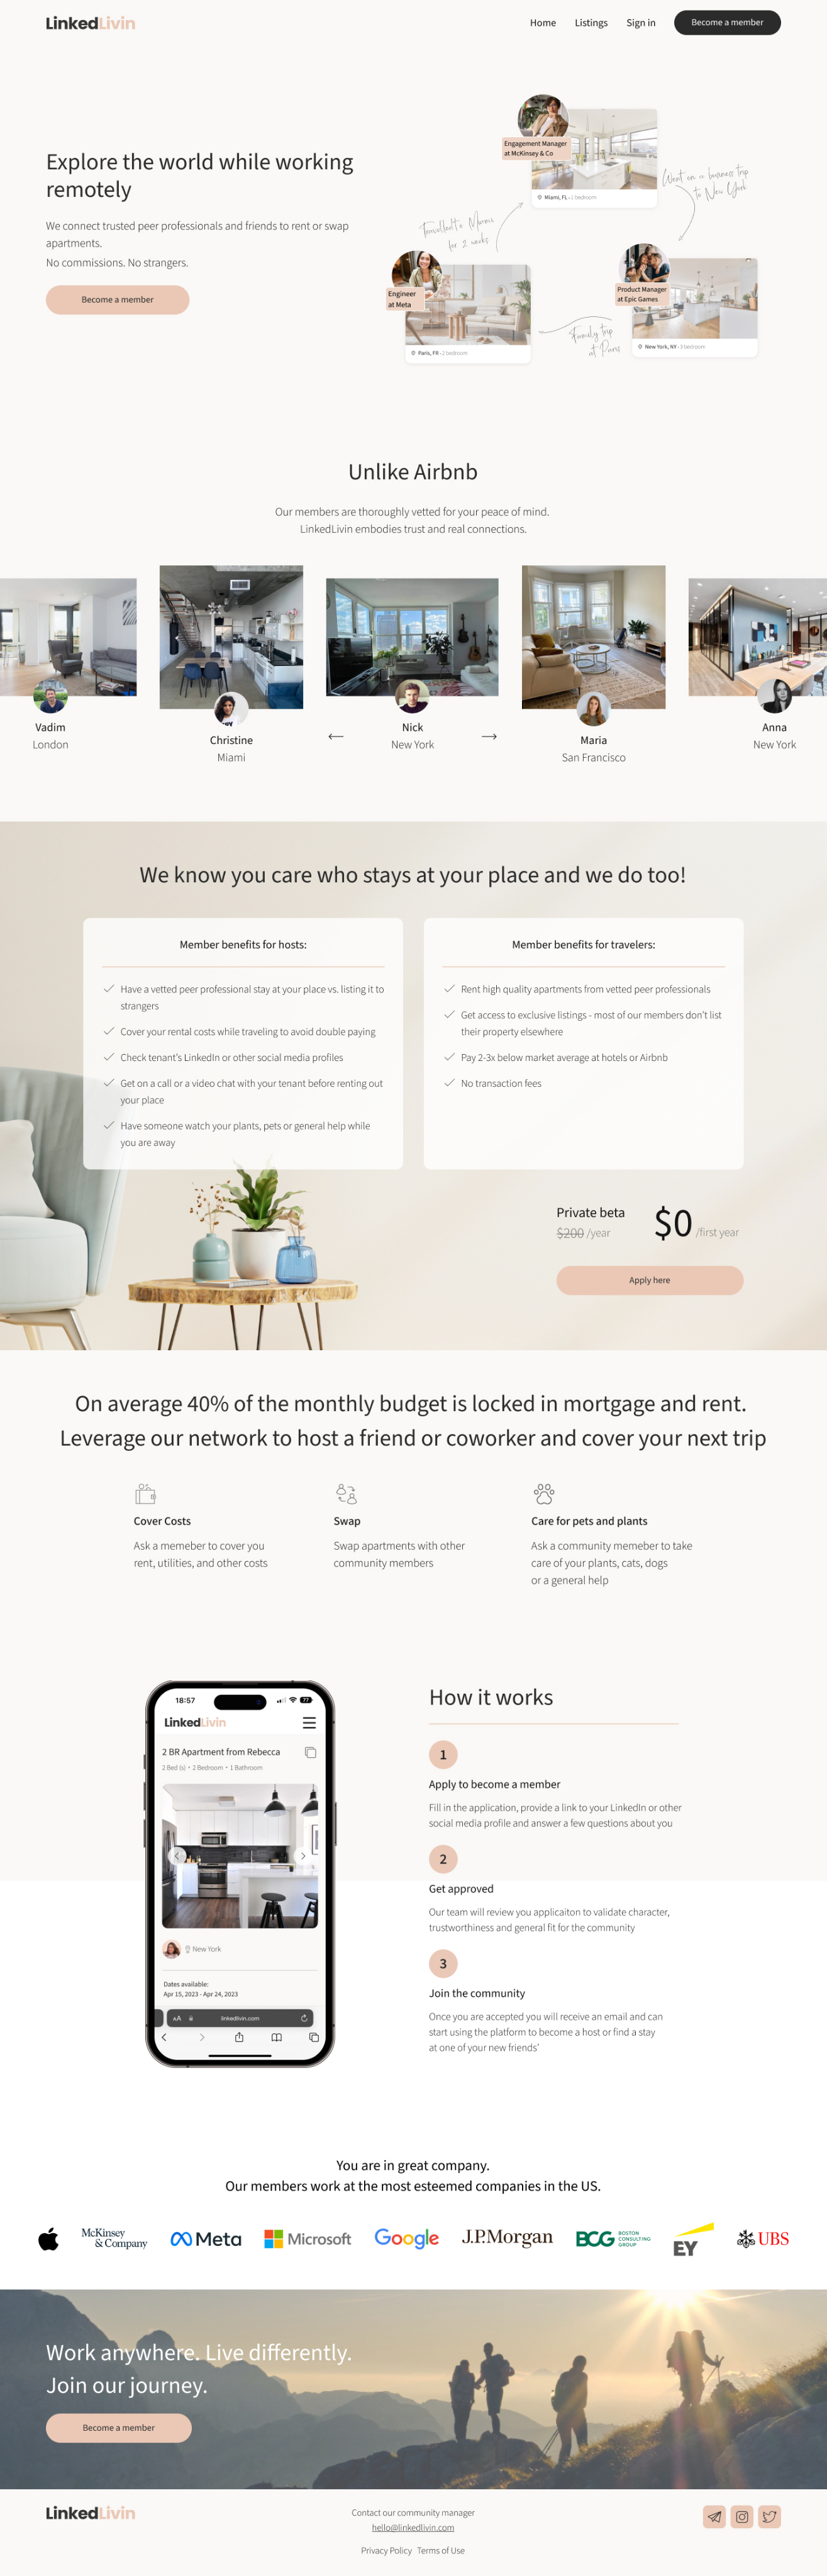 LinkedLivin
Home
Listings
Sign in
Become a member
Explore the world while working
remotely
We connect trusted peer professionals and friends to rent or swap
apartments.
No commissions. No strangers.
Become a member
Engagement Manager
at McKinsey & Co
Miami, FL - 1 bedroom
Went on a business trip
to New York
for 2 weeks
Engineer
at Meta
Paris, FR - 2 bedroom
Product Manager
at Epic Games
New York, NY - 3 bedroom
Family trip
at Paris
Unlike Airbnb
Our members are thoroughly vetted for your peace of mind.
LinkedLivin embodies trust and real connections.
Vadim
London
Christine
Miami
Nick
New York
Maria
San Francisco
Anna
New York
We know you care who stays at your place and we do too!
Member benefits for hosts:
Have a vetted peer professional stay at your place vs. listing it to
strangers
Cover your rental costs while traveling to avoid double paying
Check tenant's LinkedIn or other social media profiles
Get on a call or a video chat with your tenant before renting out
your place
Have someone watch your plants, pets or general help while
you are away
Member benefits for travelers:
Rent high quality apartments from vetted peer professionals
Get access to exclusive listings - most of our members don't list
their property elsewhere
Pay 2-3x below market average at hotels or Airbnb
No transaction fees
Private beta
$200 /year
$0 /first year
Apply here
On average 40% of the monthly budget is locked in mortgage and rent.
Leverage our network to host a friend or coworker and cover your next trip
Cover Costs
Ask a memeber to cover you
rent, utilities, and other costs
Swap
Swap apartments with other
community members
Care for pets and plants
Ask a community memeber to take
care of your plants, cats, dogs
or a general help
18:57
77
LinkedLivin
2 BR Apartment from Rebecca
2 Bed (s) • 2 Bedroom • 1 Bathroom
New York
Dates available:
Apr 15, 2023 - Apr 24, 2023
AA
linkedlivin.com
How it works
1
Apply to become a member
Fill in the application, provide a link to your LinkedIn or other
social media profile and answer a few questions about you
2
Get approved
Our team will review you applicaiton to validate character,
trustworthiness and general fit for the community
3
Join the community
Once you are accepted you will receive an email and can
start using the platform to become a host or find a stay
at one of your new friends'
You are in great company.
Our members work at the most esteemed companies in the US.
McKinsey
& Company
Meta
Microsoft
Google
J.P.Morgan
BCG
BOSTON
CONSULTING
GROUP
EY
UBS
Work anywhere. Live differently.
Join our journey.
Become a member
LinkedLivin
Contact our community manager
hello@linkedlivin.com
Privacy Policy
Terms of Use